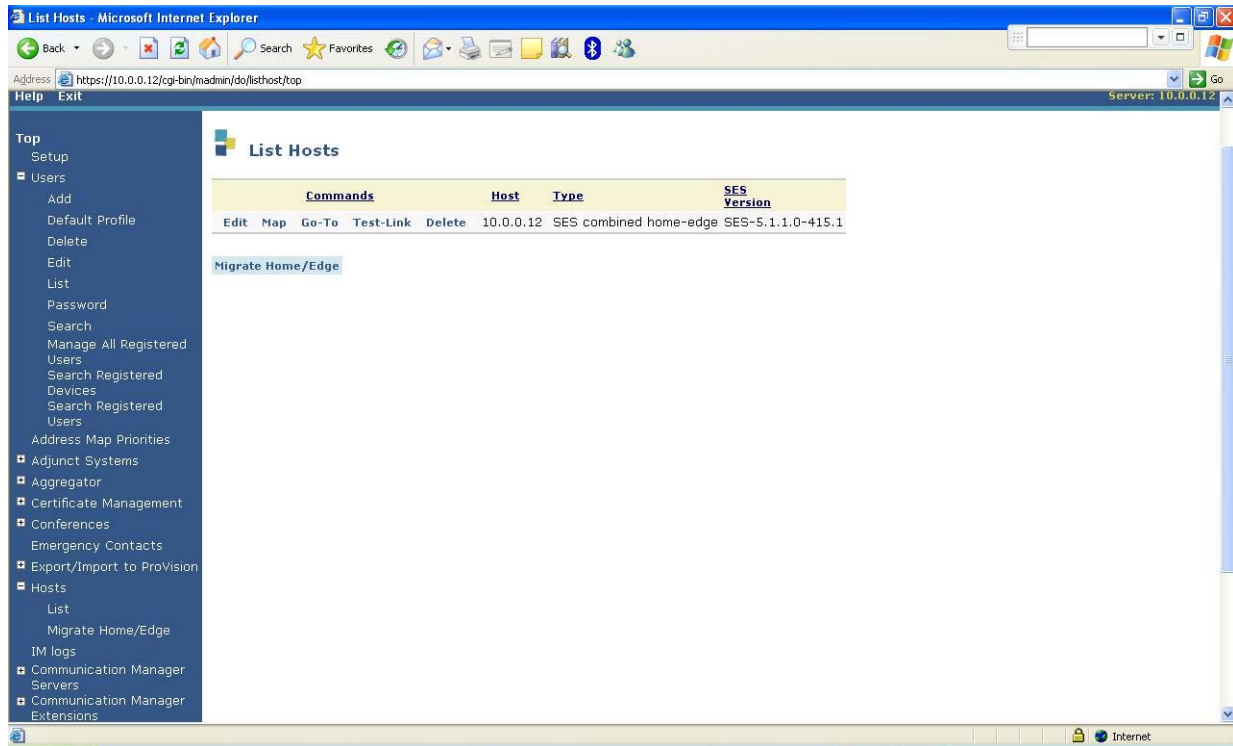 List Hosts - Microsoft Internet Explorer
Back Search Favorites
Address https://10.0.0.12/cgi-bin/madmin/do/listhost/top Go
Help Exit Server: 10.0.0.12
Top
Setup
Users
Add
Default Profile
Delete
Edit
List
Password
Search
Manage All Registered
Users
Search Registered
Devices
Search Registered
Users
Address Map Priorities
Adjunct Systems
Aggregator
Certificate Management
Conferences
Emergency Contacts
Export/Import to ProVision
Hosts
List
Migrate Home/Edge
IM logs
Communication Manager
Servers
Communication Manager
Extensions
List Hosts
Commands Host Type SES
Version
Edit Map Go-To Test-Link Delete 10.0.0.12 SES combined home-edge SES-5.1.1.0-415.1
Migrate Home/Edge
Internet